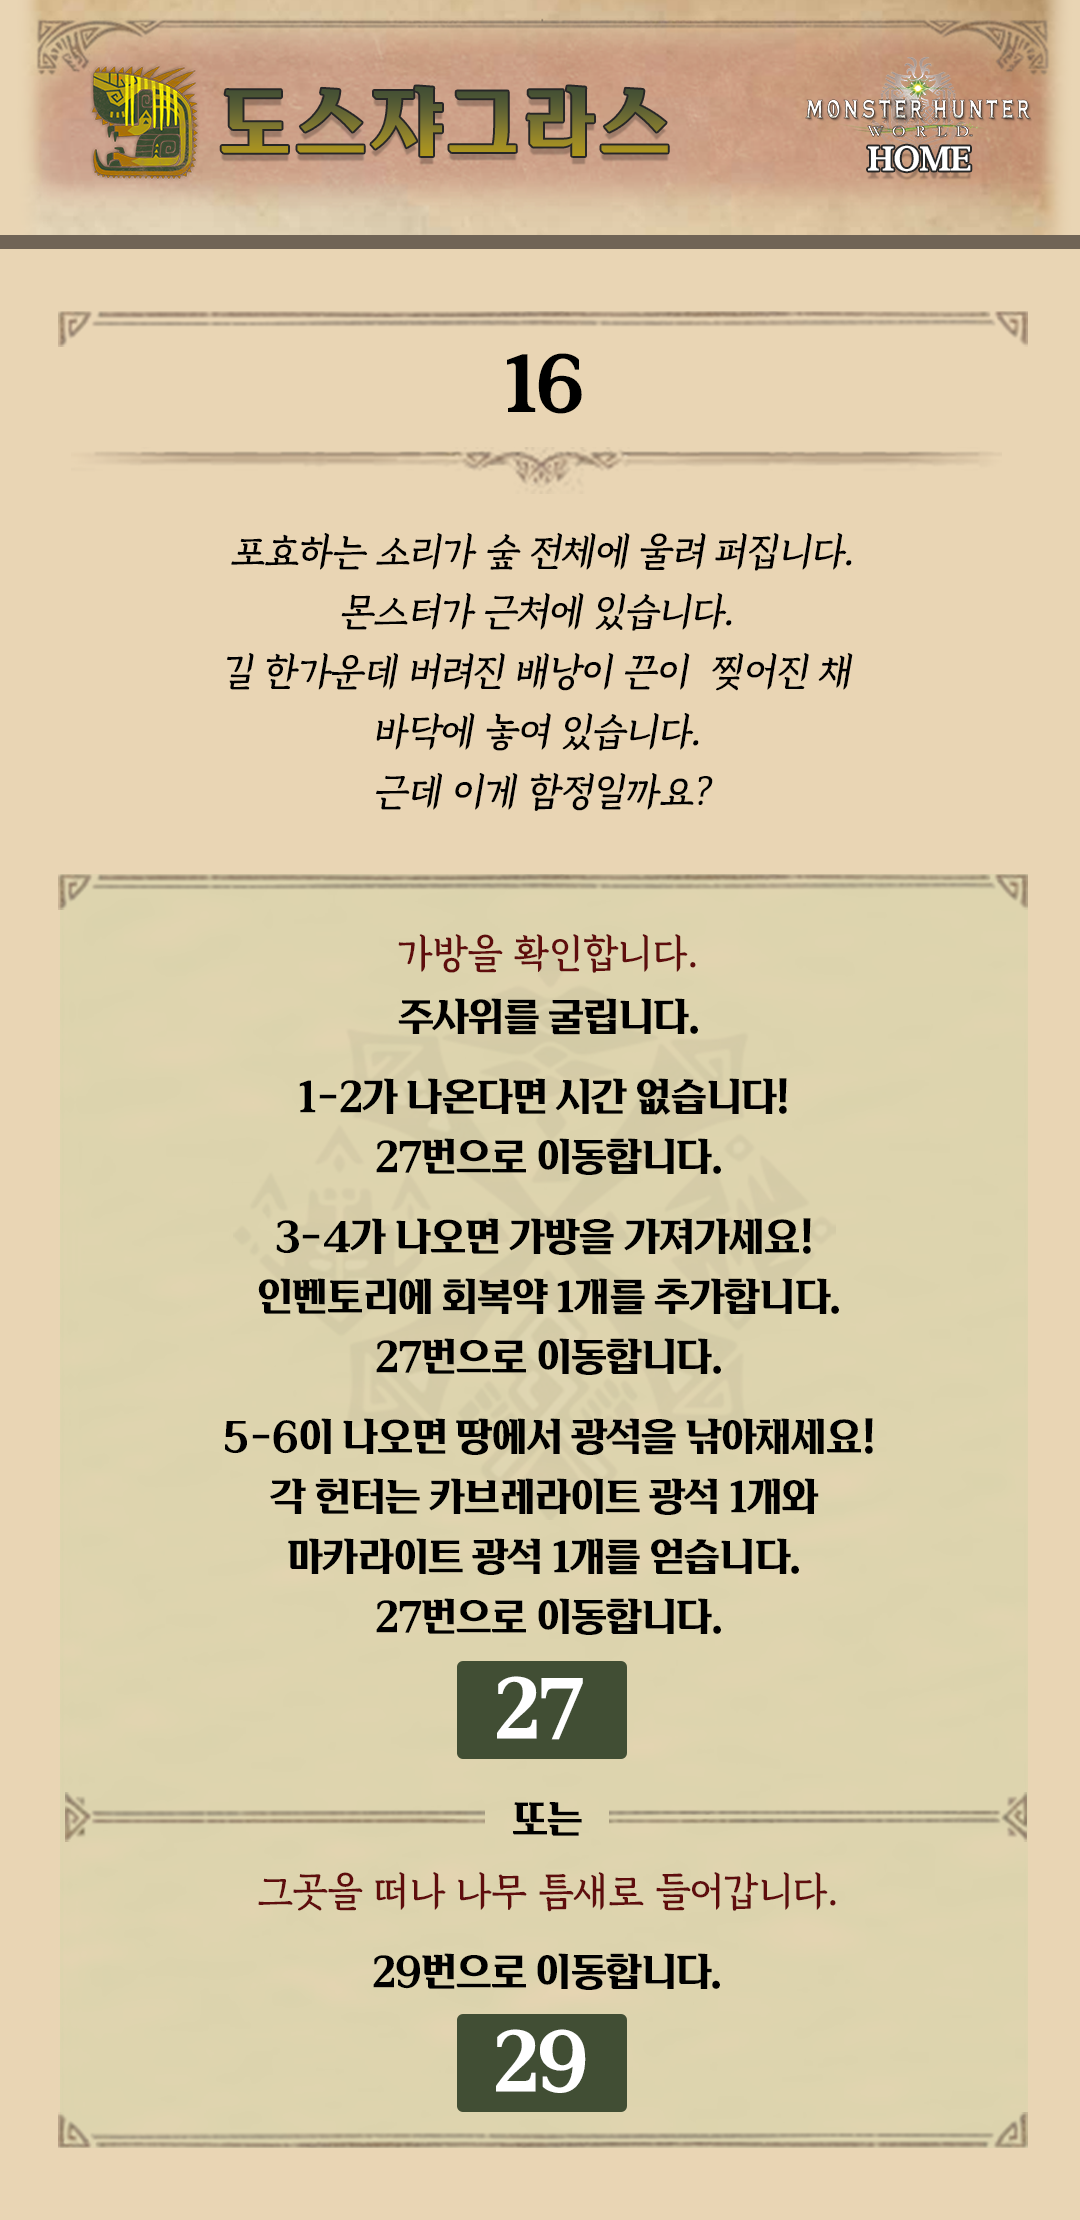 도스쟈그라스
MONSTER HUNTER
WORLD
HOME
16
포효하는 소리가 숲 전체에 울려 퍼집니다.
몬스터가 근처에 있습니다.
길 한가운데 버려진 배낭이 끈이 찢어진 채
바닥에 놓여 있습니다.
근데 이게 함정일까요?
가방을 확인합니다.
주사위를 굴립니다.
1-2가 나온다면 시간 없습니다!
27번으로 이동합니다.
3-4가 나오면 가방을 가져가세요!
인벤토리에 회복약 1개를 추가합니다.
27번으로 이동합니다.
5-6이 나오면 땅에서 광석을 낚아채세요!
각 헌터는 카브레라이트 광석 1개와
마카라이트 광석 1개를 얻습니다.
27번으로 이동합니다.
27
또는
그곳을 떠나 나무 틈새로 들어갑니다.
29번으로 이동합니다.
29